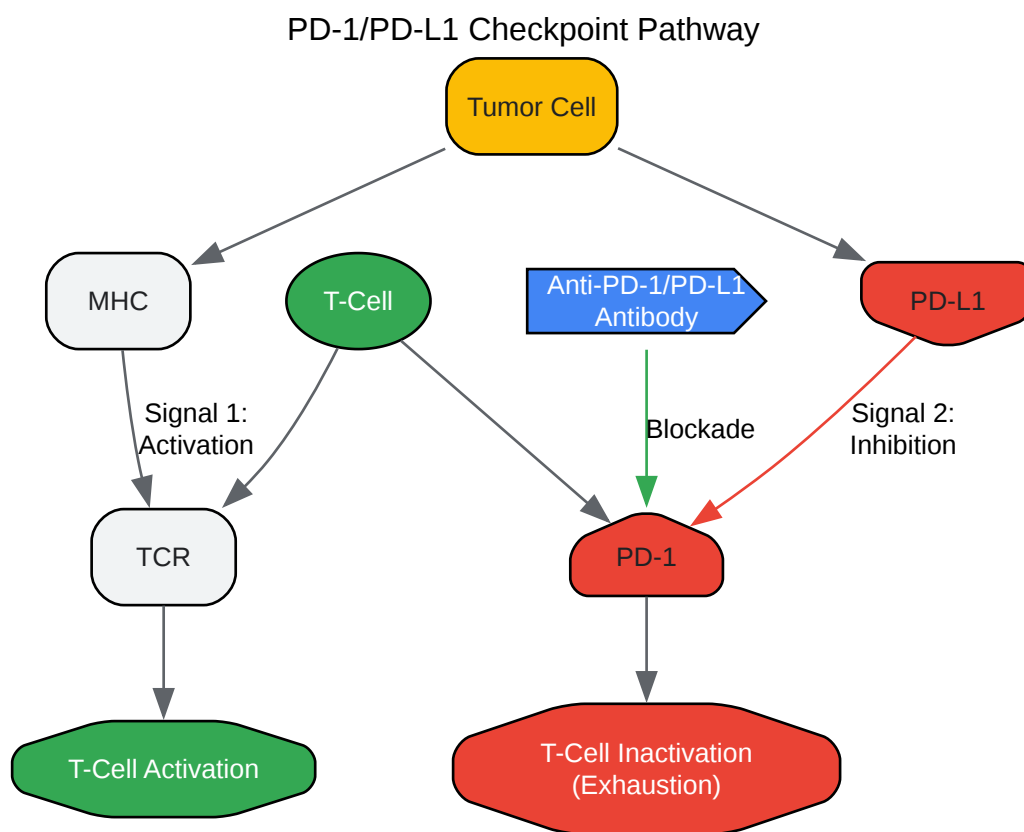 PD-1/PD-L1 Checkpoint Pathway
Tumor Cell
MHC
T-Cell
Anti-PD-1/PD-L1
Antibody
PD-L1
Signal 1:
Activation
Blockade
Signal 2:
Inhibition
TCR
PD-1
T-Cell Activation
T-Cell Inactivation
(Exhaustion)